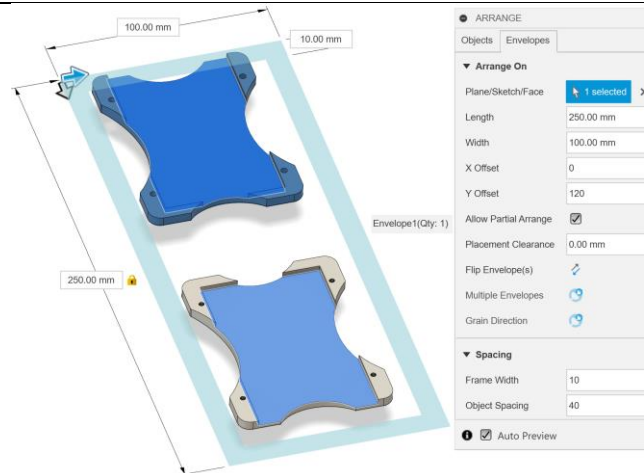 100.00 mm
10.00 mm
250.00 mm
Envelope1(Qty: 1)
ARRANGE
Objects Envelopes
Arrange On
Plane/Sketch/Face 1 selected
Length 250.00 mm
Width 100.00 mm
X Offset 0
Y Offset 120
Allow Partial Arrange
Placement Clearance 0.00 mm
Flip Envelope(s)
Multiple Envelopes
Grain Direction
Spacing
Frame Width 10
Object Spacing 40
Auto Preview